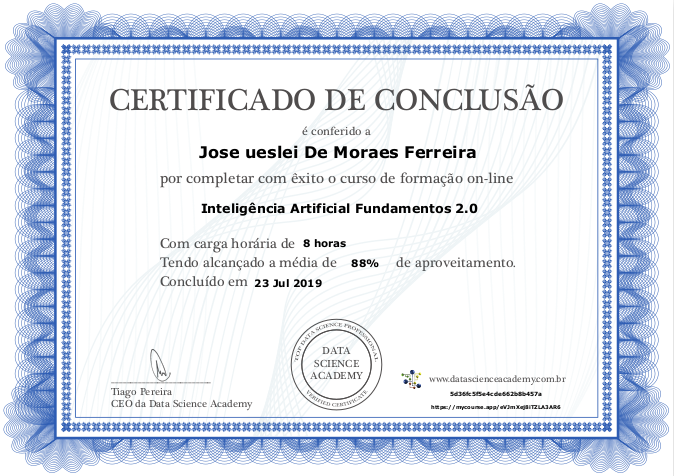 CERTIFICADO DE CONCLUSÃO
é conferido a
Jose ueslei De Moraes Ferreira
por completar com êxito o curso de formação on-line
Inteligência Artificial Fundamentos 2.0
Com carga horária de 8 horas
Tendo alcançado a média de 88% de aproveitamento.
Concluído em 23 Jul 2019
TOP DATA SCIENCE PROFESSIONAL
DATA
SCIENCE
ACADEMY
VERIFIED CERTIFICATE
Tiago Pereira
CEO da Data Science Academy
www.datascienceacademy.com.br
5d36fc5f5e4cde662b8b457a
https://mycourse.app/eVJmXeJ8iTZLA3AR6